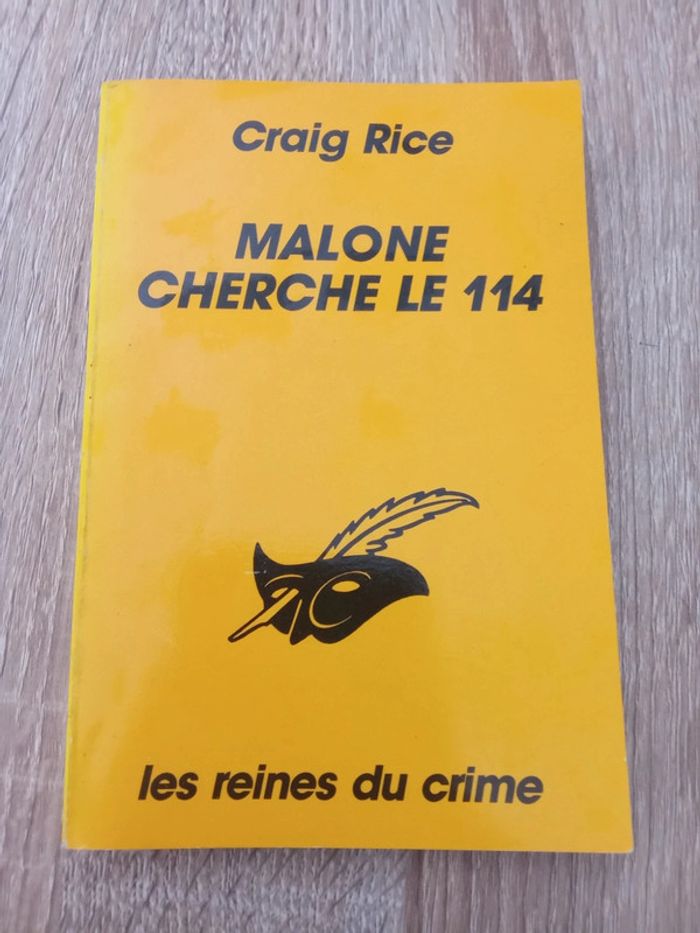 Craig Rice
MALONE
CHERCHE LE 114
les reines du crime